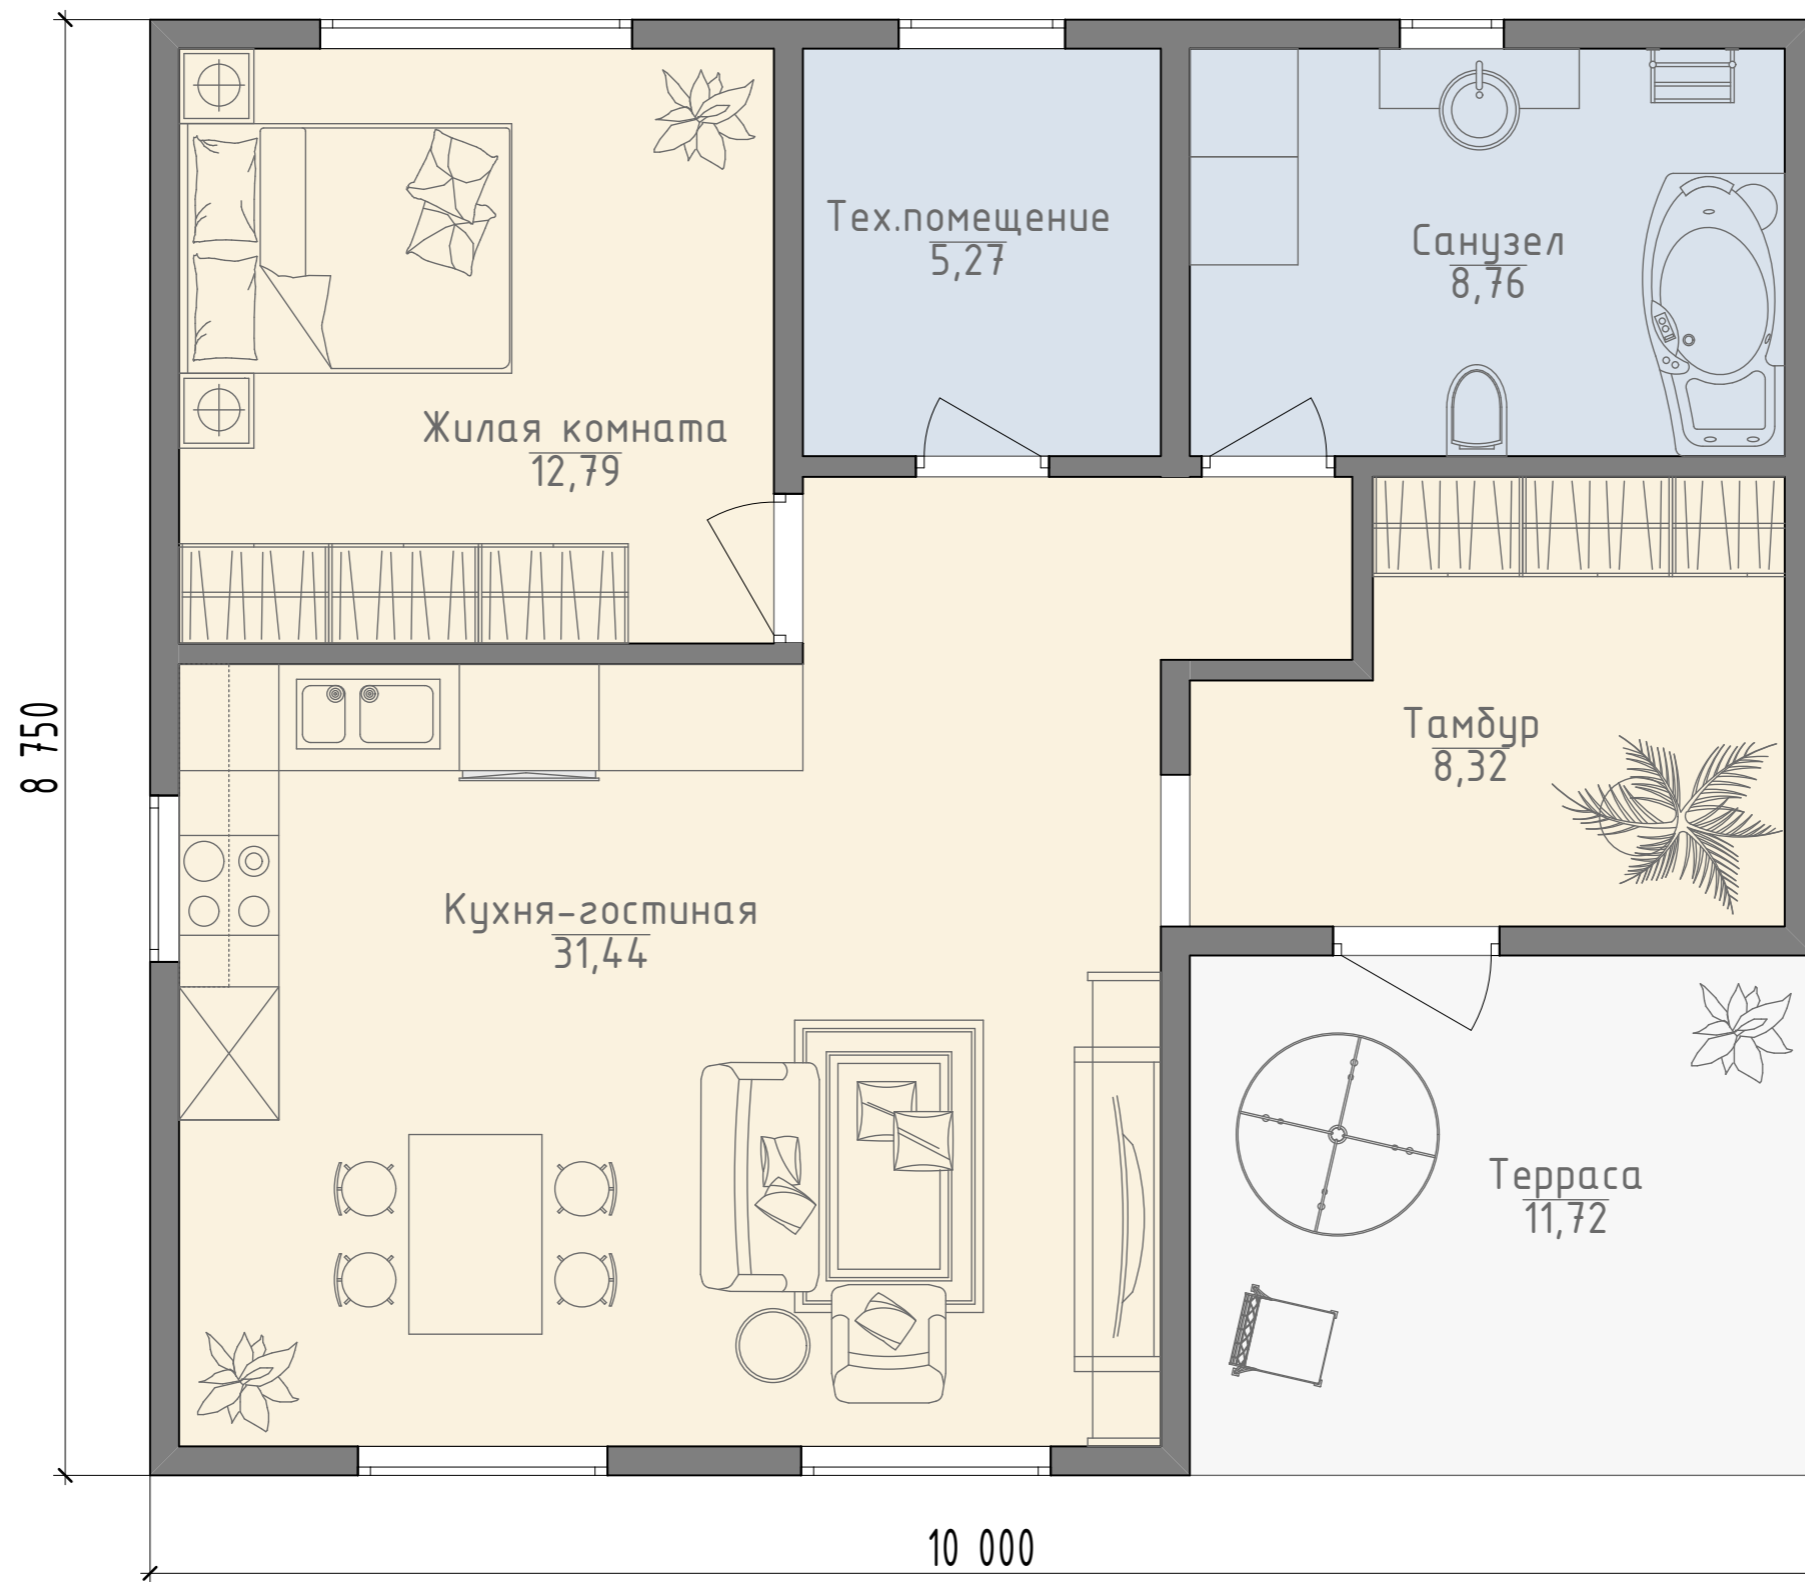 Тех.помещение
5,27
Санузел
8,76
Жилая комната
12,79
Тамбур
8,32
8 750
Кухня-гостиная
31,44
Терраса
11,72
10 000